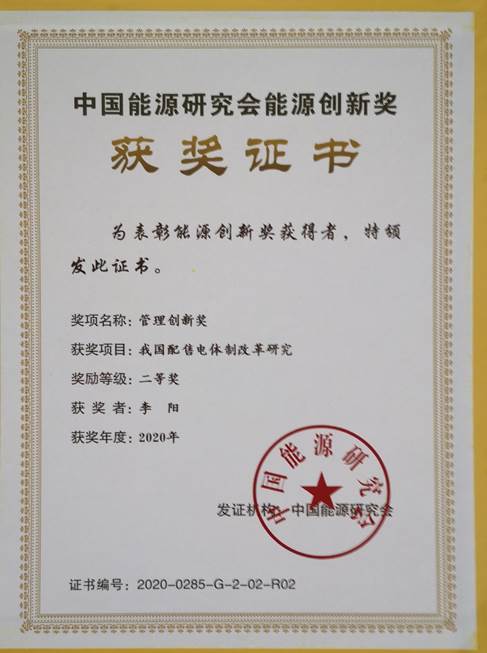 中国能源研究会能源创新奖
获奖证书
为表彰能源创新奖获得者，特颁
发此证书。
奖项名称：管理创新奖
获奖项目：我国配售电体制改革研究
奖励等级：二等奖
获 奖 者：李 阳
获奖年度：2020年
中国能源研究会
发证机构：中国能源研究会
证书编号：2020-0285-G-2-02-R02